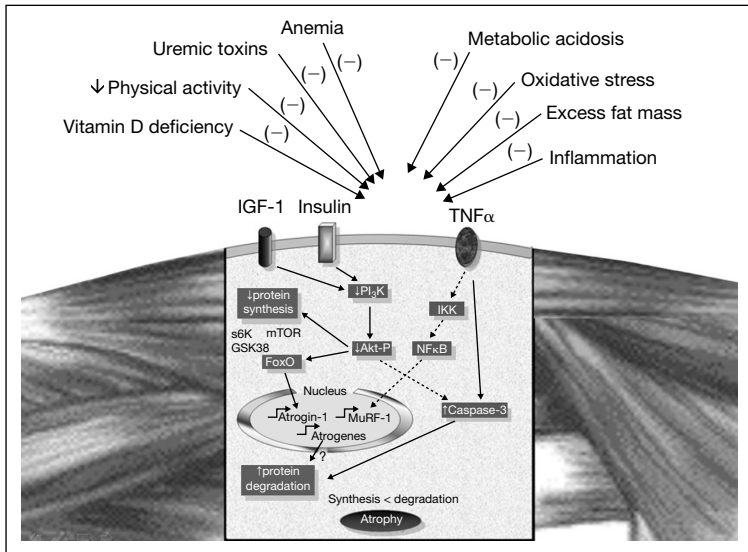 Anemia
Uremic toxins
↓ Physical activity
Vitamin D deficiency
(−)
(−)
(−)
(−)
Metabolic acidosis
Oxidative stress
Excess fat mass
Inflammation
(−)
(−)
(−)
(−)
IGF-1 Insulin
TNFα
↓PI3K
↓protein
synthesis
IKK
s6K mTOR
GSK38
↓Akt-P
NFκB
FoxO
Nucleus
Atrogin-1
MuRF-1
↑Caspase-3
Atrogenes
?
↑protein
degradation
Synthesis < degradation
Atrophy